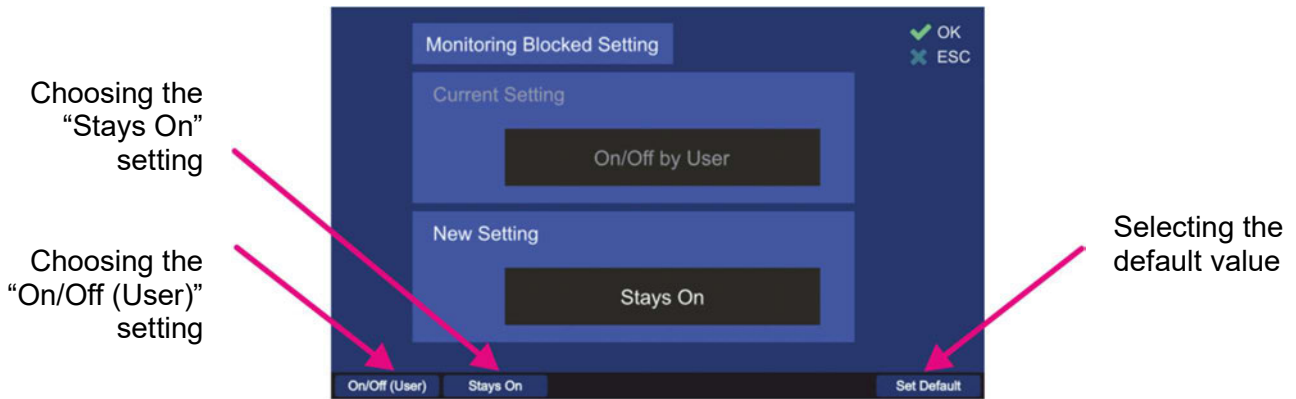 Monitoring Blocked Setting
OK
ESC
Choosing the
“Stays On”
setting
Current Setting
On/Off by User
Choosing the
“On/Off (User)”
setting
New Setting
Stays On
Selecting the
default value
On/Off (User)
Stays On
Set Default